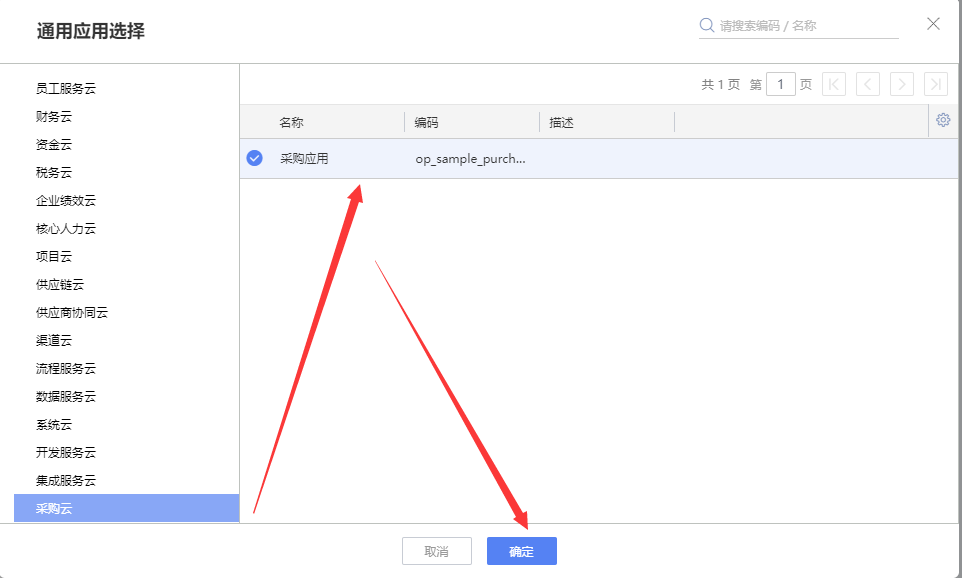 通用应用选择
请搜索编码 / 名称
员工服务云
财务云
资金云
税务云
企业绩效云
核心人力云
项目云
供应链云
供应商协同云
渠道云
流程服务云
数据服务云
系统云
开发服务云
集成服务云
采购云
共 1 页 第 1 页
名称 编码 描述
采购应用 op_sample_purch...
取消 确定